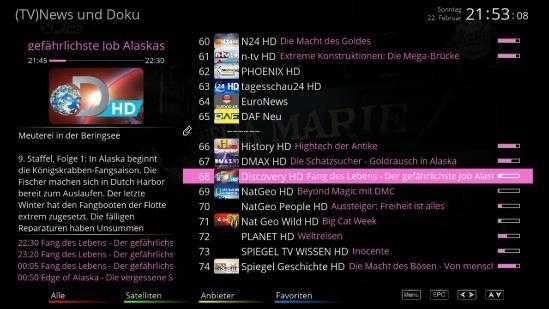 (TV)News und Doku
Sonntag
22. Februar
21:53:08
gefährlichste Job Alaskas
21:45
22:30
HD
Meuterei in der Beringsee
9. Staffel, Folge 1: In Alaska beginnt
die Königskrabben-Fangsaison. Die
Fischer machen sich in Dutch Harbor
bereit zum Auslaufen. Der letzte
Winter hat den Fangbooten der Flotte
extrem zugesetzt. Die fälligen
Reparaturen haben Unsummen
22:30 Fang des Lebens - Der gefährlichs
23:20 Fang des Lebens - Der gefährlichs
00:05 Fang des Lebens - Der gefährlichs
00:50 Edge of Alaska - Die vergessene S
60 N24 HD Die Macht des Goldes
61 n-tv HD Extreme Konstruktionen: Die Mega-Brücke
62 PHOENIX HD
63 tagesschau24 HD
64 EuroNews
65 DAF Neu
-------
66 History HD Hightech der Antike
67 DMAX HD Die Schatzsucher - Goldrausch in Alaska
68 Discovery HD Fang des Lebens - Der gefährlichste Job Alas
69 NatGeo HD Beyond Magic mit DMC
70 NatGeo People HD Aussteiger: Freiheit ist alles
71 Nat Geo Wild HD Big Cat Week
72 PLANET HD Weltreisen
73 SPIEGEL TV WISSEN HD Inocente
74 Spiegel Geschichte HD Die Macht des Bösen - Von mensc
Alle
Satelliten
Anbieter
Favoriten
Menu
EPG